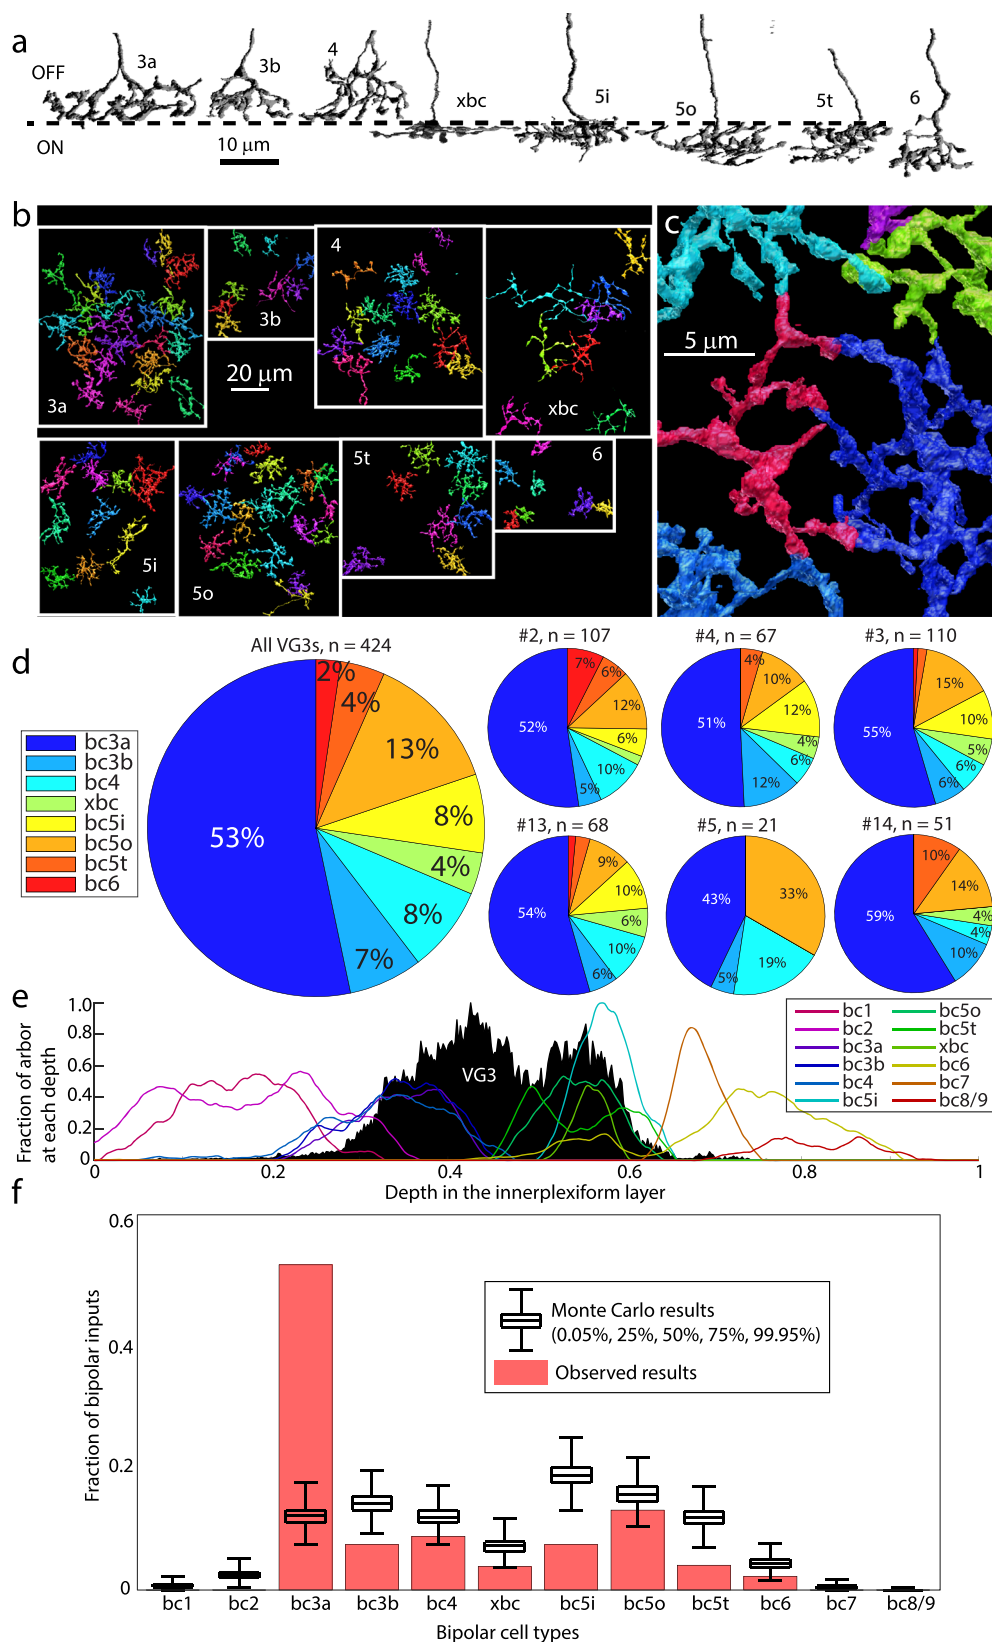 a
OFF
ON
3a
3b
4
xbc
5i
5o
5t
6
10 μm
b
3a
3b
4
xbc
20 μm
5i
5o
5t
6
c
5 μm
d
All VG3s, n = 424
2%
4%
13%
8%
4%
8%
7%
53%
bc3a
bc3b
bc4
xbc
bc5i
bc5o
bc5t
bc6
#2, n = 107
7%
6%
12%
6%
10%
5%
52%
#4, n = 67
4%
10%
12%
4%
6%
12%
51%
#3, n = 110
15%
10%
5%
6%
6%
55%
#13, n = 68
9%
10%
6%
10%
6%
54%
#5, n = 21
33%
19%
5%
43%
#14, n = 51
10%
14%
4%
4%
10%
59%
e
Fraction of arbor
at each depth
1.0
0.8
0.6
0.4
0.2
0
VG3
0 0.2 0.4 0.6 0.8 1
Depth in the innerplexiform layer
bc1
bc2
bc3a
bc3b
bc4
bc5i
bc5o
bc5t
xbc
bc6
bc7
bc8/9
f
Fraction of bipolar inputs
0.6
0.4
0.2
0
Monte Carlo results
(0.05%, 25%, 50%, 75%, 99.95%)
Observed results
bc1 bc2 bc3a bc3b bc4 xbc bc5i bc5o bc5t bc6 bc7 bc8/9
Bipolar cell types